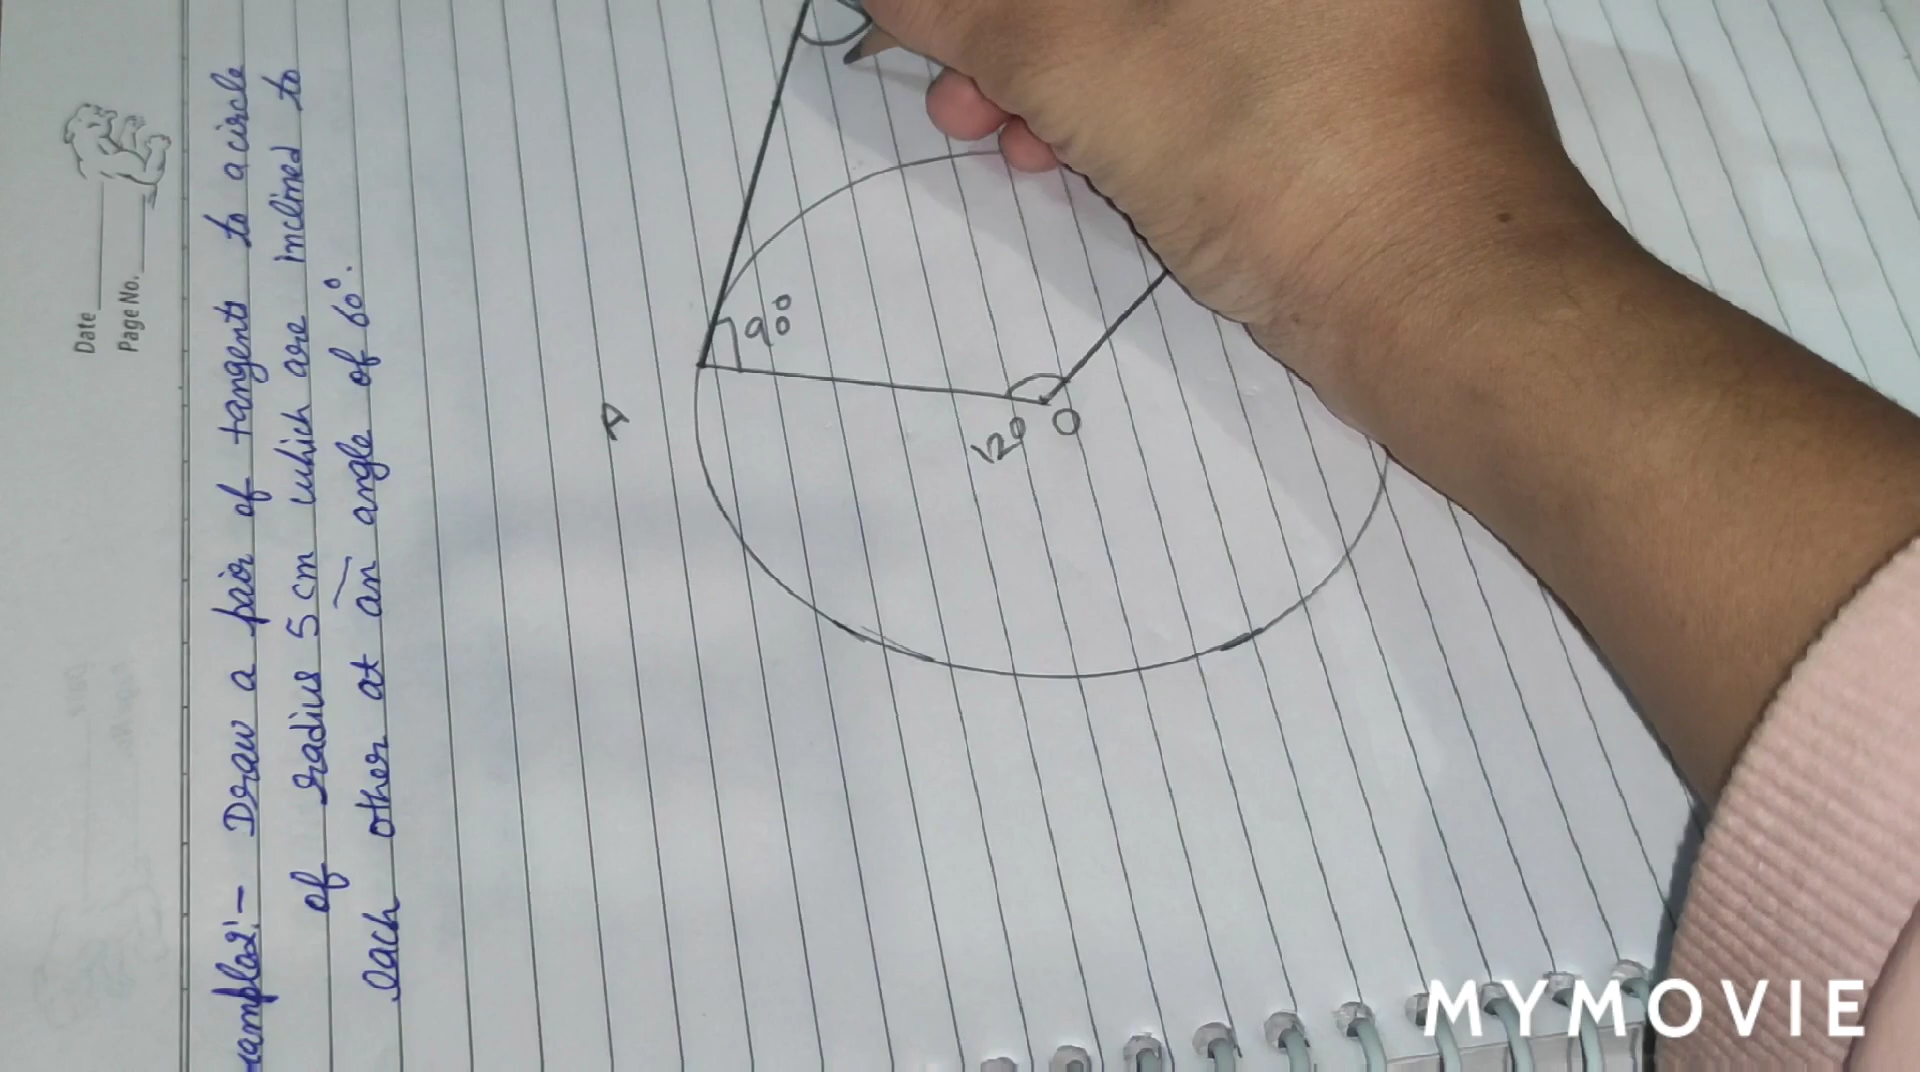 Date
Page No.
Draw a pair of tangents to a circle
of radius 5 cm which are inclined to
each other at an angle of 60°.
A
90°
120
O
MYMOVIE